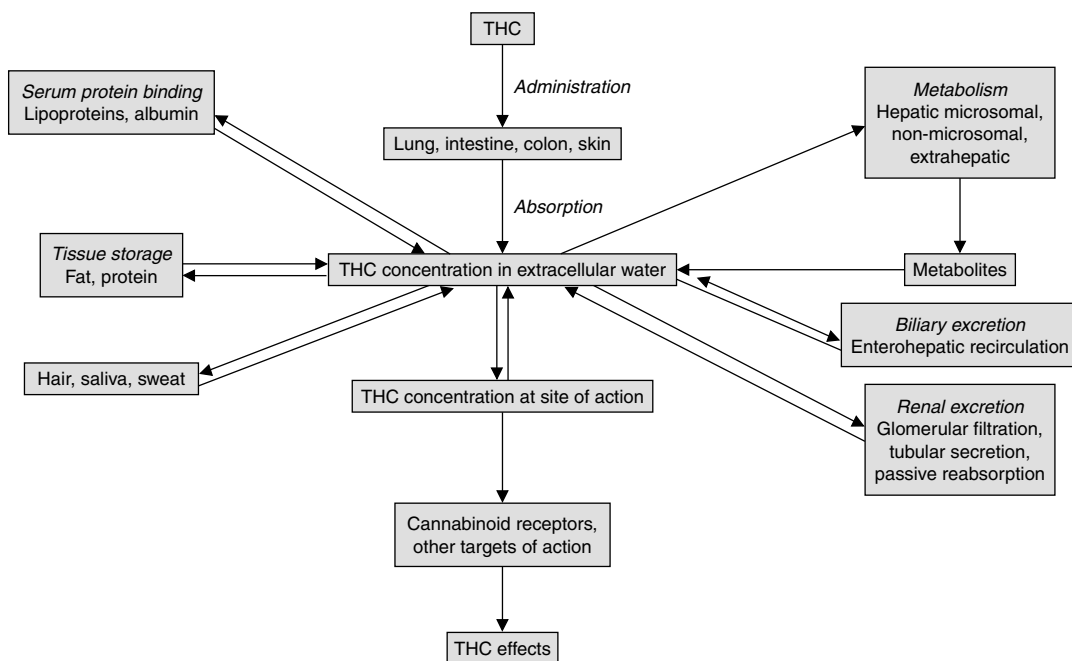 THC
Administration
Serum protein binding
Lipoproteins, albumin
Metabolism
Hepatic microsomal,
non-microsomal,
extrahepatic
Lung, intestine, colon, skin
Absorption
Tissue storage
Fat, protein
THC concentration in extracellular water
Metabolites
Biliary excretion
Enterohepatic recirculation
Hair, saliva, sweat
THC concentration at site of action
Renal excretion
Glomerular filtration,
tubular secretion,
passive reabsorption
Cannabinoid receptors,
other targets of action
THC effects